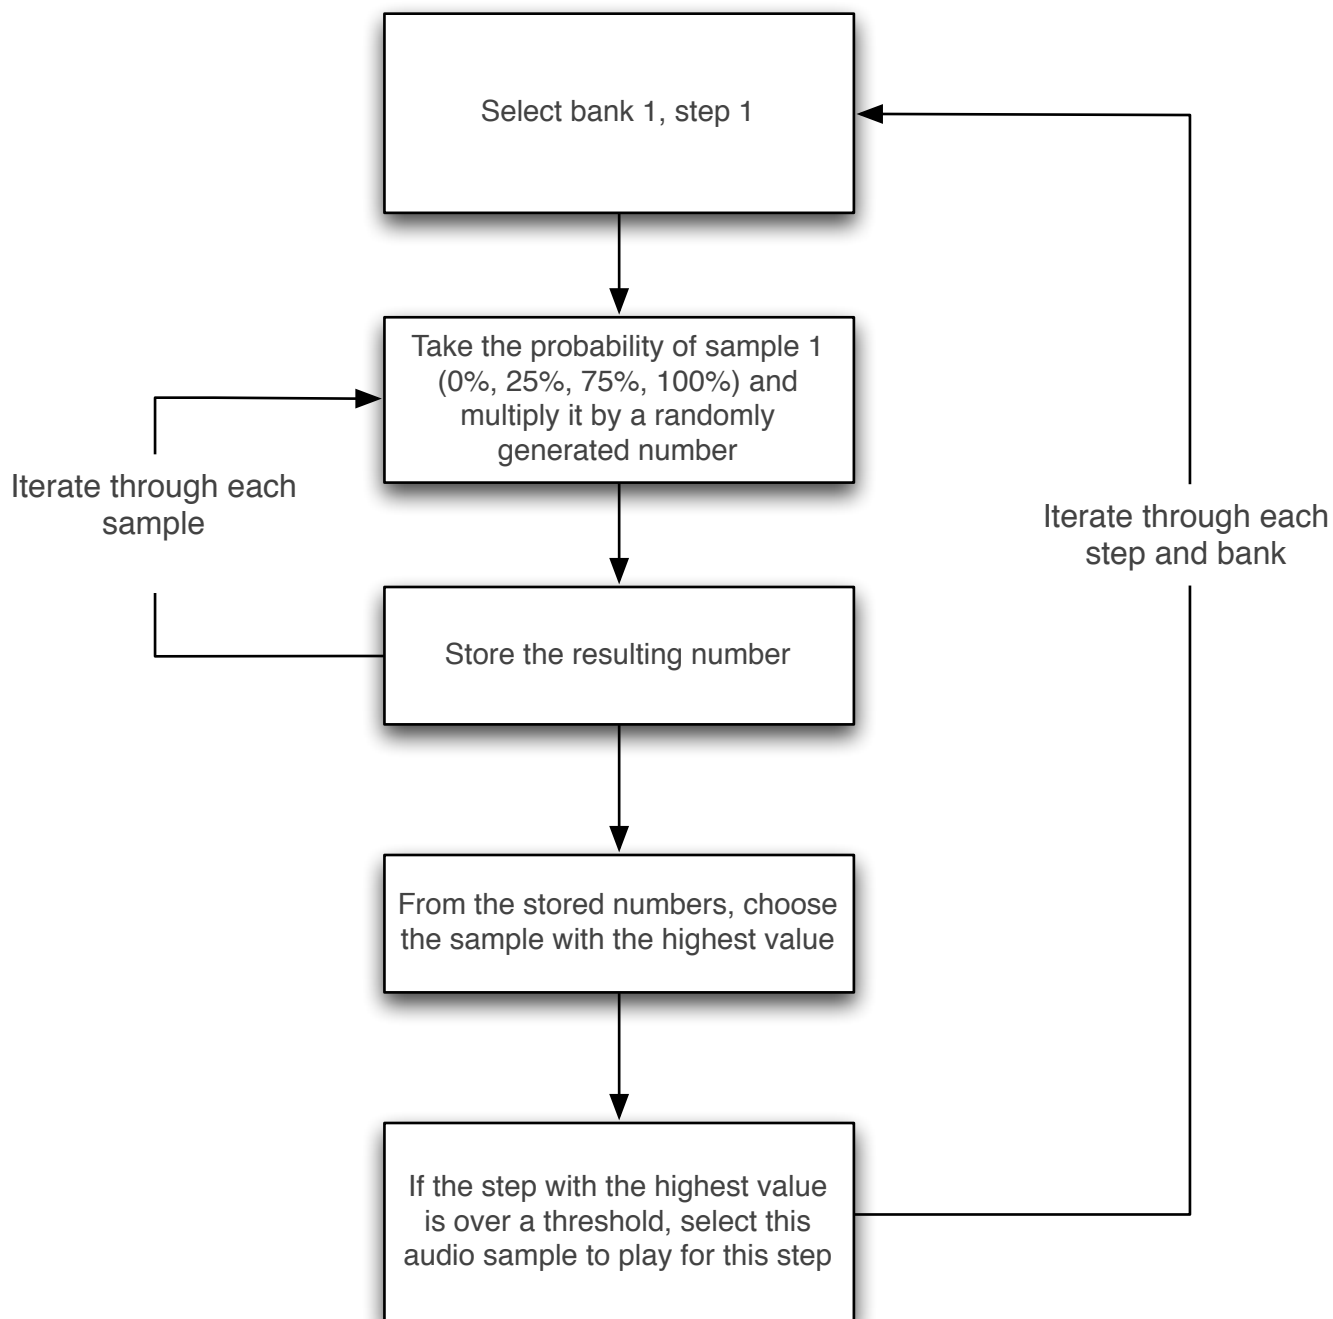 Select bank 1, step 1
Take the probability of sample 1
(0%, 25%, 75%, 100%) and
multiply it by a randomly
generated number
Iterate through each
sample
Iterate through each
step and bank
Store the resulting number
From the stored numbers, choose
the sample with the highest value
If the step with the highest value
is over a threshold, select this
audio sample to play for this step